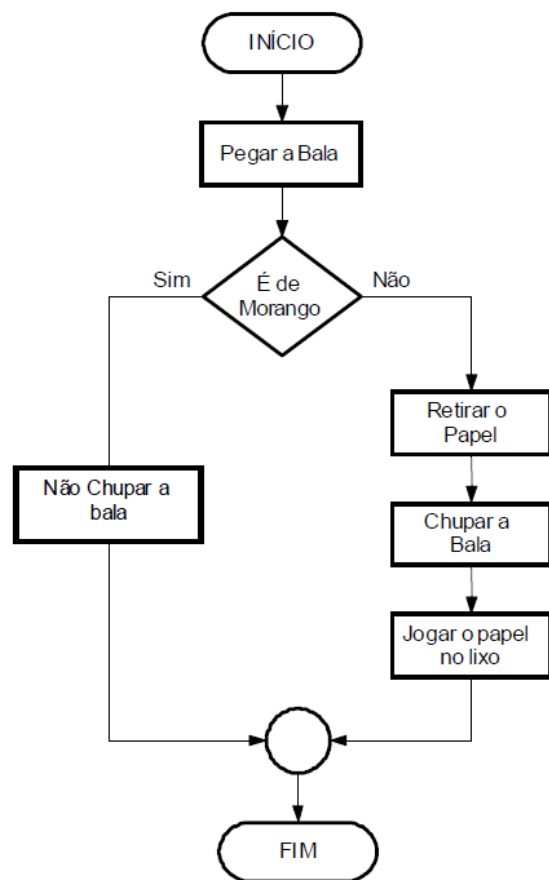 INÍCIO
Pegar a Bala
Sim
É de
Morango
Não
Retirar o
Papel
Não Chupar a
bala
Chupar a
Bala
Jogar o papel
no lixo
FIM